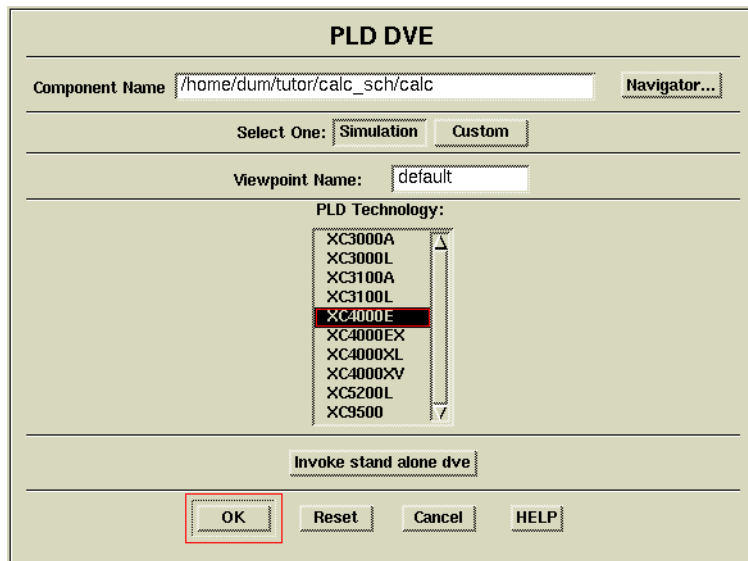 PLD DVE
Component Name /home/dum/tutor/calc_sch/calc Navigator...
Select One: Simulation Custom
Viewpoint Name: default
PLD Technology:
XC3000A
XC3000L
XC3100A
XC3100L
XC4000E
XC4000EX
XC4000XL
XC4000XV
XC5200L
XC9500
Invoke stand alone dve
OK Reset Cancel HELP